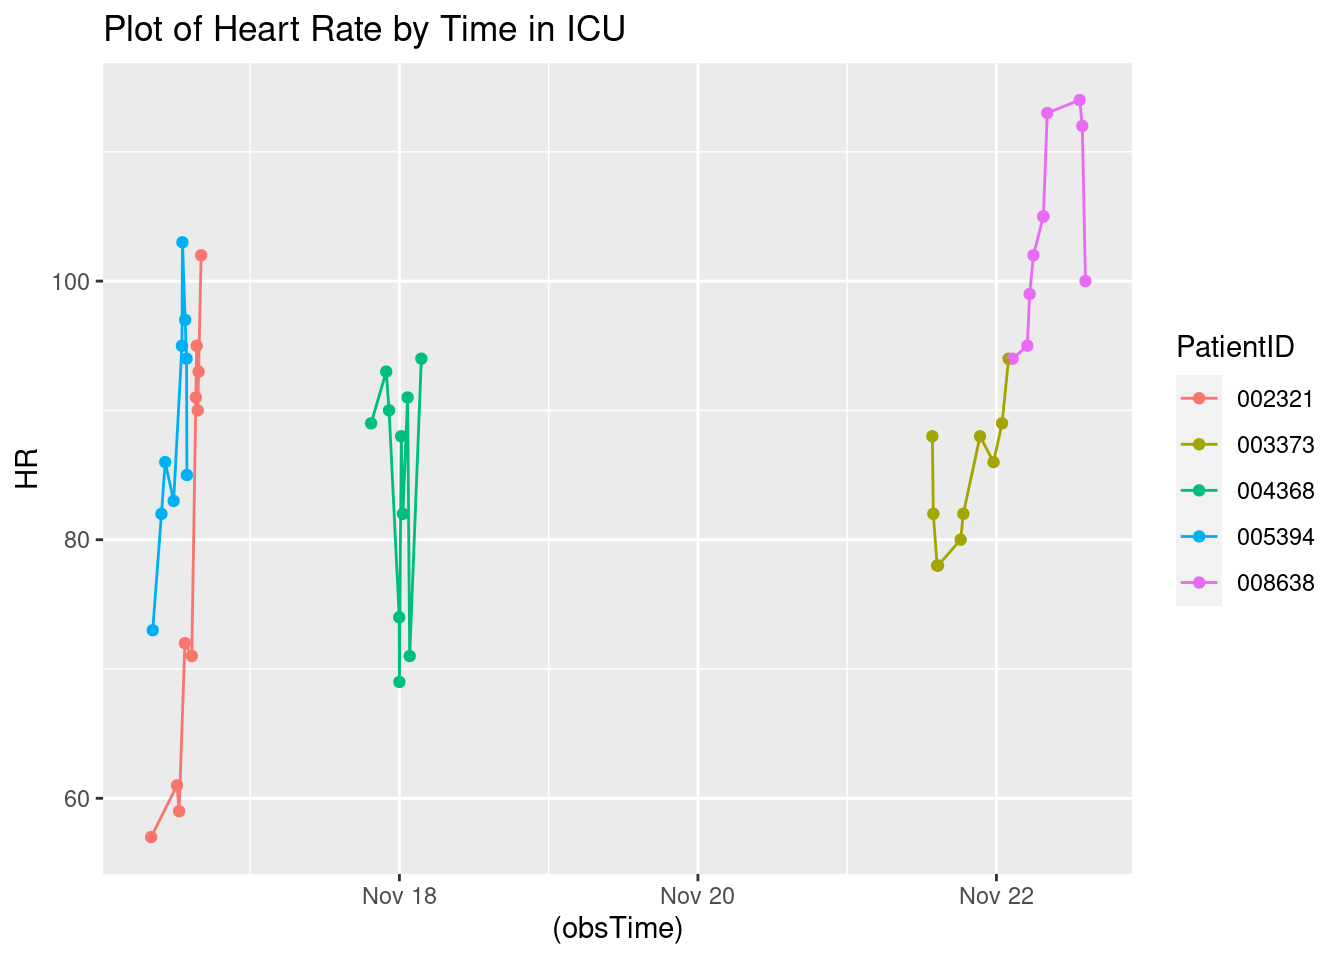 Plot of Heart Rate by Time in ICU
HR
100
80
60
Nov 18 Nov 20 Nov 22
(obsTime)
PatientID
002321
003373
004368
005394
008638